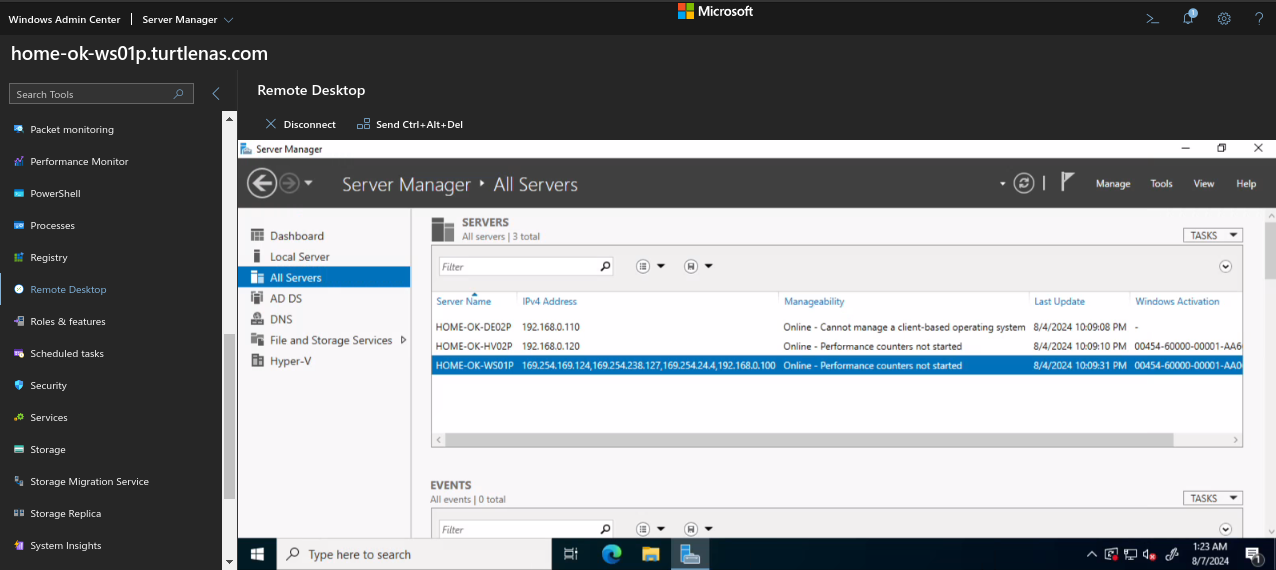 Windows Admin Center | Server Manager
Microsoft
1
home-ok-ws01p.turtlenas.com
Search Tools
Packet monitoring
Performance Monitor
PowerShell
Processes
Registry
Remote Desktop
Roles & features
Scheduled tasks
Security
Services
Storage
Storage Migration Service
Storage Replica
System Insights
Remote Desktop
Disconnect
Send Ctrl+Alt+Del
Server Manager
Server Manager All Servers
Manage Tools View Help
Dashboard
Local Server
All Servers
AD DS
DNS
File and Storage Services
Hyper-V
SERVERS
All servers | 3 total
TASKS
Filter
Server Name IPv4 Address Manageability Last Update Windows Activation
HOME-OK-DE02P 192.168.0.110 Online - Cannot manage a client-based operating system 8/4/2024 10:09:08 PM -
HOME-OK-HV02P 192.168.0.120 Online - Performance counters not started 8/4/2024 10:09:10 PM 00454-60000-00001-AA6
HOME-OK-WS01P 169.254.169.124,169.254.238.127,169.254.24.4,192.168.0.100 Online - Performance counters not started 8/4/2024 10:09:31 PM 00454-60000-00001-AA0
EVENTS
All events | 0 total
TASKS
Filter
Type here to search
1:23 AM
8/7/2024
1